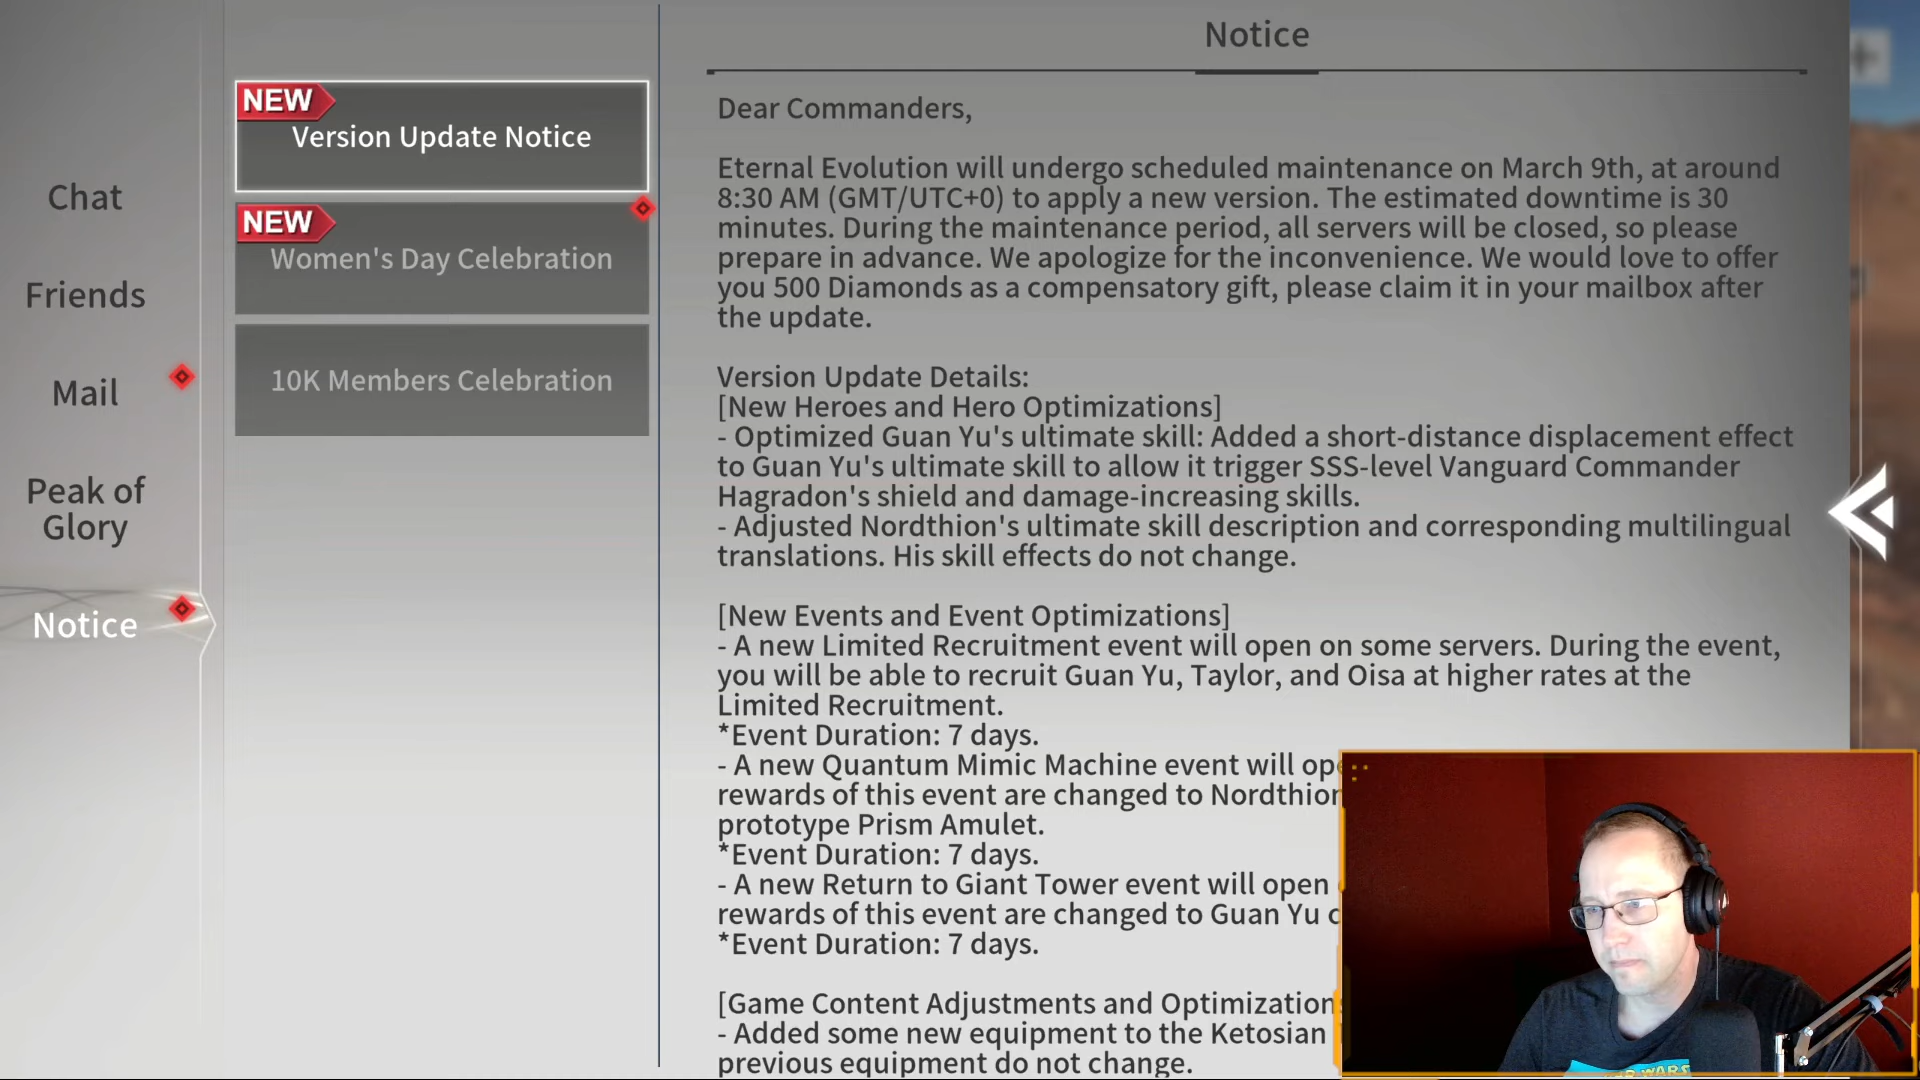 Notice
NEW
Version Update Notice
NEW
Women's Day Celebration
10K Members Celebration
Chat
Friends
Mail
Peak of
Glory
Notice
Dear Commanders,
Eternal Evolution will undergo scheduled maintenance on March 9th, at around
8:30 AM (GMT/UTC+0) to apply a new version. The estimated downtime is 30
minutes. During the maintenance period, all servers will be closed, so please
prepare in advance. We apologize for the inconvenience. We would love to offer
you 500 Diamonds as a compensatory gift, please claim it in your mailbox after
the update.
Version Update Details:
[New Heroes and Hero Optimizations]
- Optimized Guan Yu's ultimate skill: Added a short-distance displacement effect
to Guan Yu's ultimate skill to allow it trigger SSS-level Vanguard Commander
Hagradon's shield and damage-increasing skills.
- Adjusted Nordthion's ultimate skill description and corresponding multilingual
translations. His skill effects do not change.
[New Events and Event Optimizations]
- A new Limited Recruitment event will open on some servers. During the event,
you will be able to recruit Guan Yu, Taylor, and Oisa at higher rates at the
Limited Recruitment.
*Event Duration: 7 days.
- A new Quantum Mimic Machine event will op
rewards of this event are changed to Nordthion
prototype Prism Amulet.
*Event Duration: 7 days.
- A new Return to Giant Tower event will open
rewards of this event are changed to Guan Yu
*Event Duration: 7 days.
[Game Content Adjustments and Optimization
- Added some new equipment to the Ketosian
previous equipment do not change.
WARS